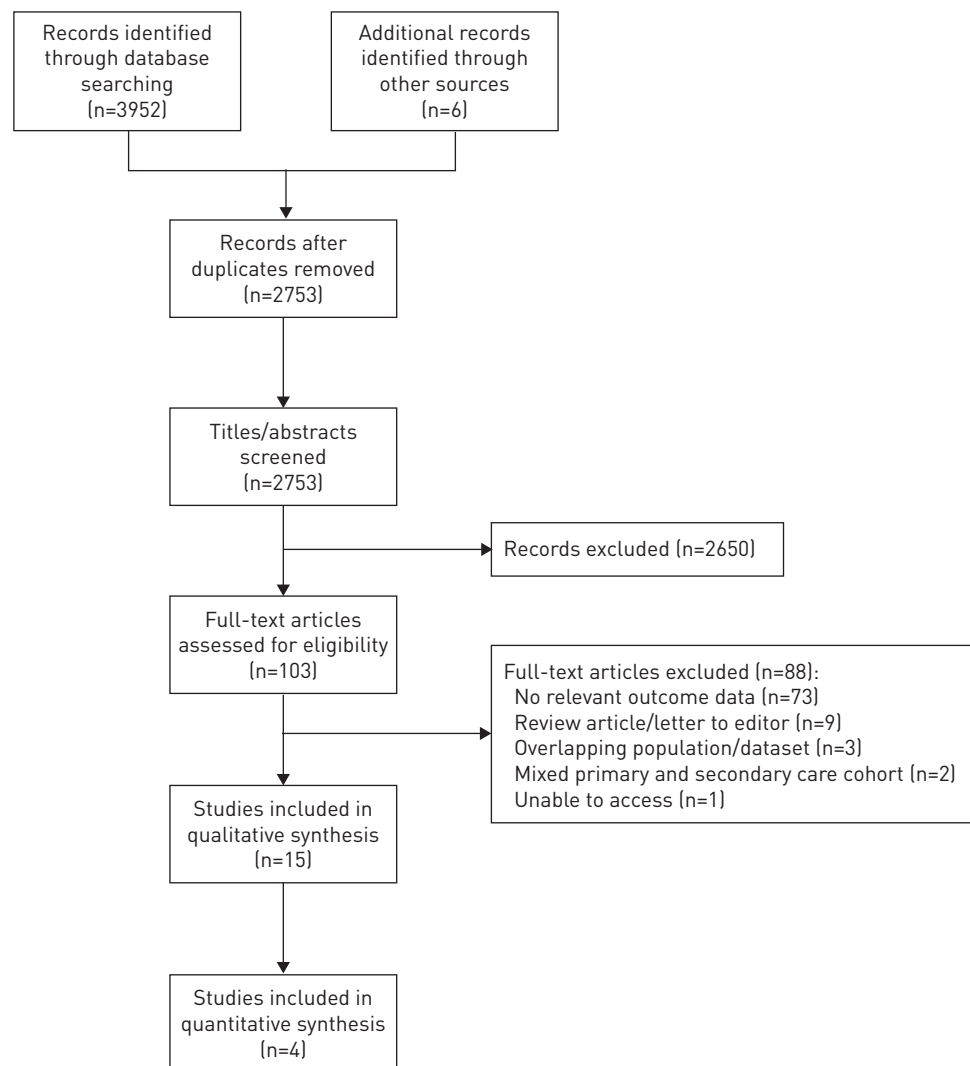 Records identified
through database
searching
(n=3952)
Additional records
identified through
other sources
(n=6)
Records after
duplicates removed
(n=2753)
Titles/abstracts
screened
(n=2753)
Records excluded (n=2650)
Full-text articles
assessed for eligibility
(n=103)
Full-text articles excluded (n=88):
No relevant outcome data (n=73)
Review article/letter to editor (n=9)
Overlapping population/dataset (n=3)
Mixed primary and secondary care cohort (n=2)
Unable to access (n=1)
Studies included in
qualitative synthesis
(n=15)
Studies included in
quantitative synthesis
(n=4)